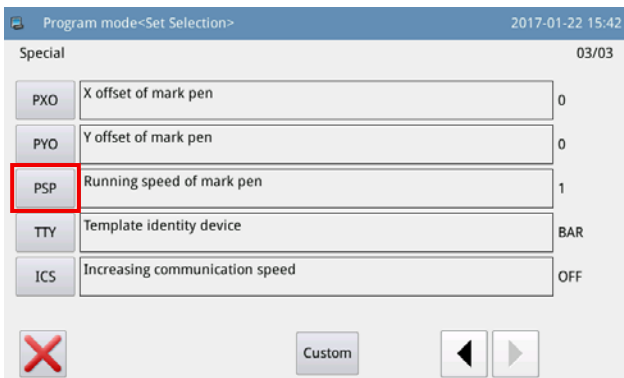 Program mode<Set Selection> 2017-01-22 15:42
Special 03/03
PXO X offset of mark pen 0
PYO Y offset of mark pen 0
PSP Running speed of mark pen 1
TTY Template identity device BAR
ICS Increasing communication speed OFF
Custom